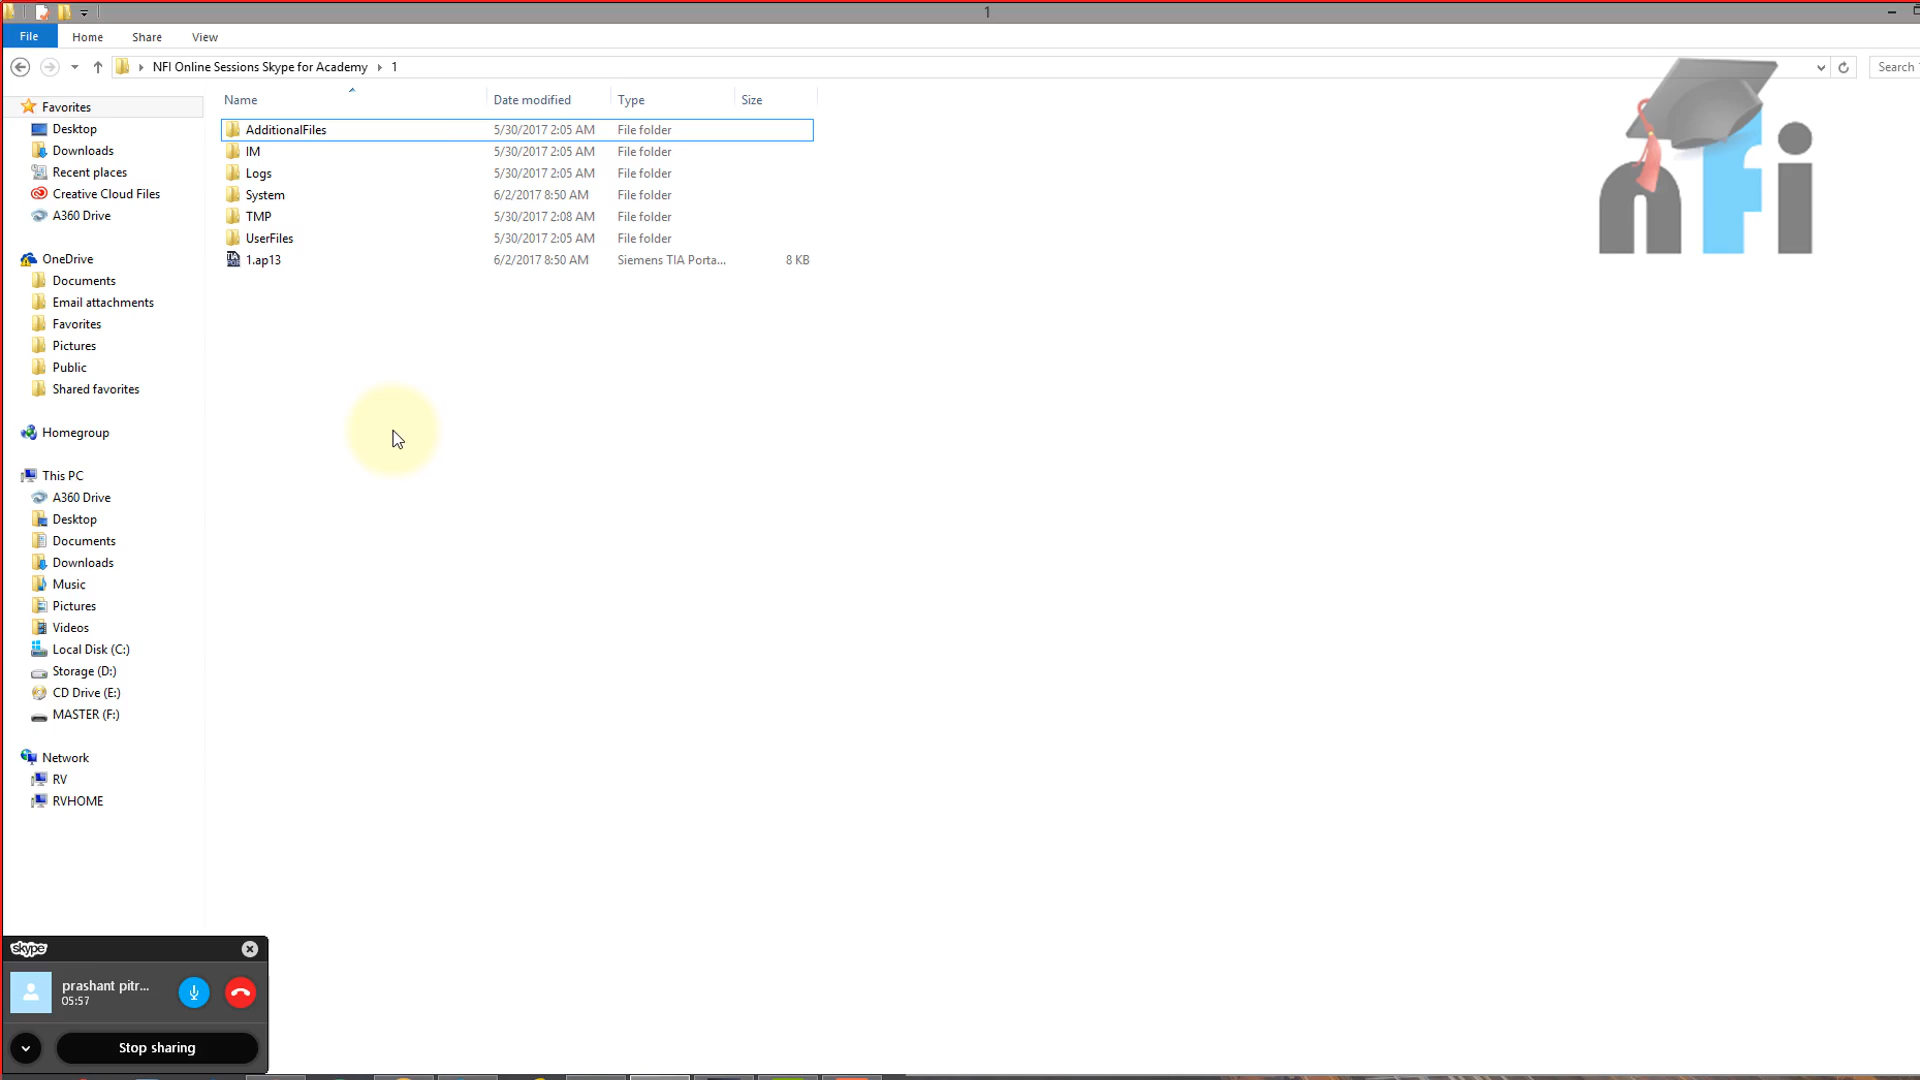 1
File Home Share View
NFI Online Sessions Skype for Academy 1 Search
Name Date modified Type Size
Favorites
Desktop
Downloads
Recent places
Creative Cloud Files
A360 Drive
OneDrive
Documents
Email attachments
Favorites
Pictures
Public
Shared favorites
Homegroup
This PC
A360 Drive
Desktop
Documents
Downloads
Music
Pictures
Videos
Local Disk (C:)
Storage (D:)
CD Drive (E:)
MASTER (F:)
Network
RV
RVHOME
AdditionalFiles 5/30/2017 2:05 AM File folder
IM 5/30/2017 2:05 AM File folder
Logs 5/30/2017 2:05 AM File folder
System 6/2/2017 8:50 AM File folder
TMP 5/30/2017 2:08 AM File folder
UserFiles 5/30/2017 2:05 AM File folder
1.ap13 6/2/2017 8:50 AM Siemens TIA Porta... 8 KB
nfi
skype
prashant pitr...
05:57
Stop sharing